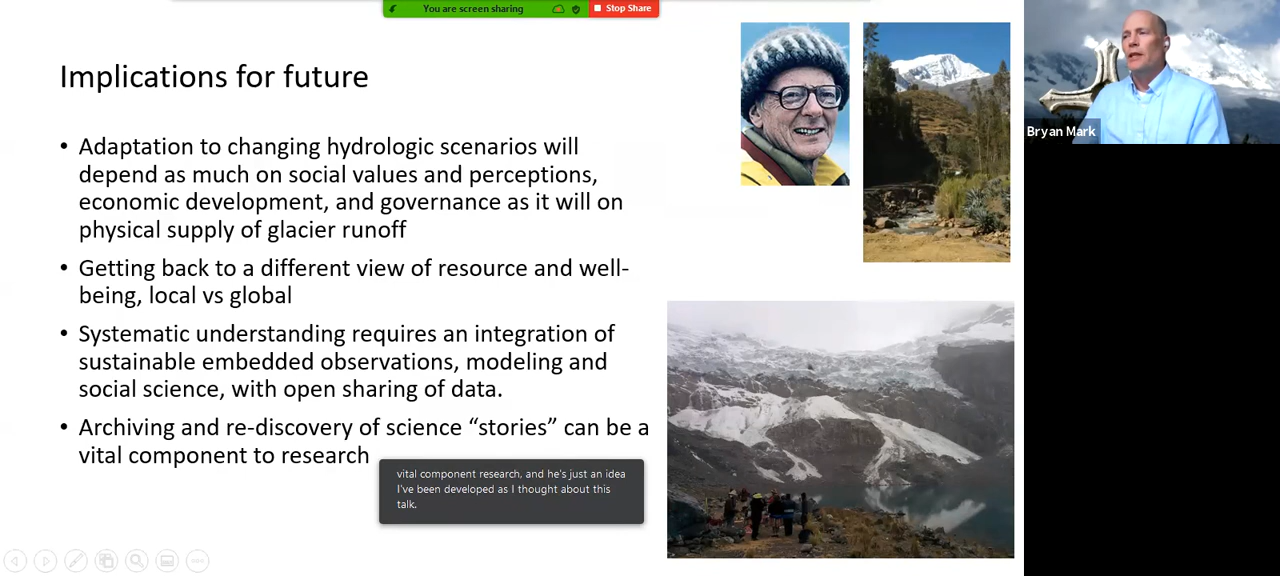 You are screen sharing
Stop Share
Implications for future
• Adaptation to changing hydrologic scenarios will
depend as much on social values and perceptions,
economic development, and governance as it will on
physical supply of glacier runoff
• Getting back to a different view of resource and well-
being, local vs global
• Systematic understanding requires an integration of
sustainable embedded observations, modeling and
social science, with open sharing of data.
• Archiving and re-discovery of science “stories” can be a
vital component to research
vital component research, and he's just an idea
I've been developed as I thought about this
talk.
Bryan Mark